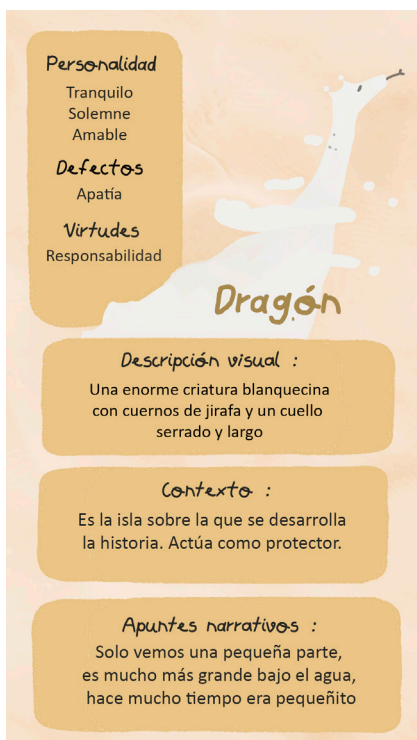 Personalidad
Tranquilo
Solemne
Amable
Defectos
Apatía
Virtudes
Responsabilidad
Dragón
Descripción visual :
Una enorme criatura blanquecina
con cuernos de jirafa y un cuello
serrado y largo
Contexto :
Es la isla sobre la que se desarrolla
la historia. Actúa como protector.
Apuntes narrativos :
Solo vemos una pequeña parte,
es mucho más grande bajo el agua,
hace mucho tiempo era pequeñito